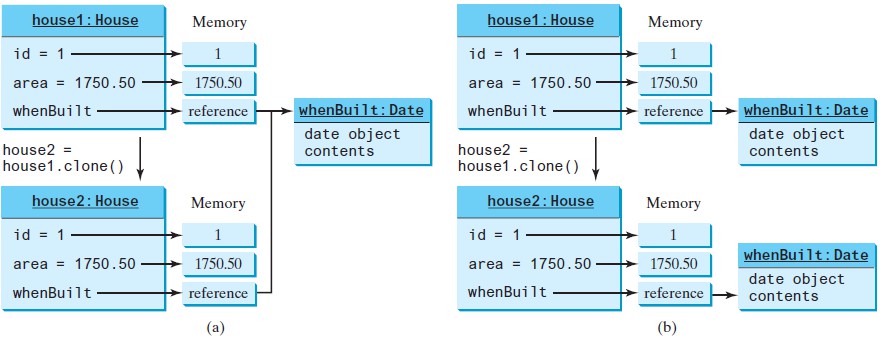 house1:House
Memory
id = 1
1
area = 1750.50
1750.50
whenBuilt
reference
whenBuilt:Date
date object
contents
house2 =
house1.clone()
house2:House
Memory
id = 1
1
area = 1750.50
1750.50
whenBuilt
reference
(a)
house1:House
Memory
id = 1
1
area = 1750.50
1750.50
whenBuilt
reference
whenBuilt:Date
date object
contents
house2 =
house1.clone()
house2:House
Memory
id = 1
1
area = 1750.50
1750.50
whenBuilt
reference
whenBuilt:Date
date object
contents
(b)